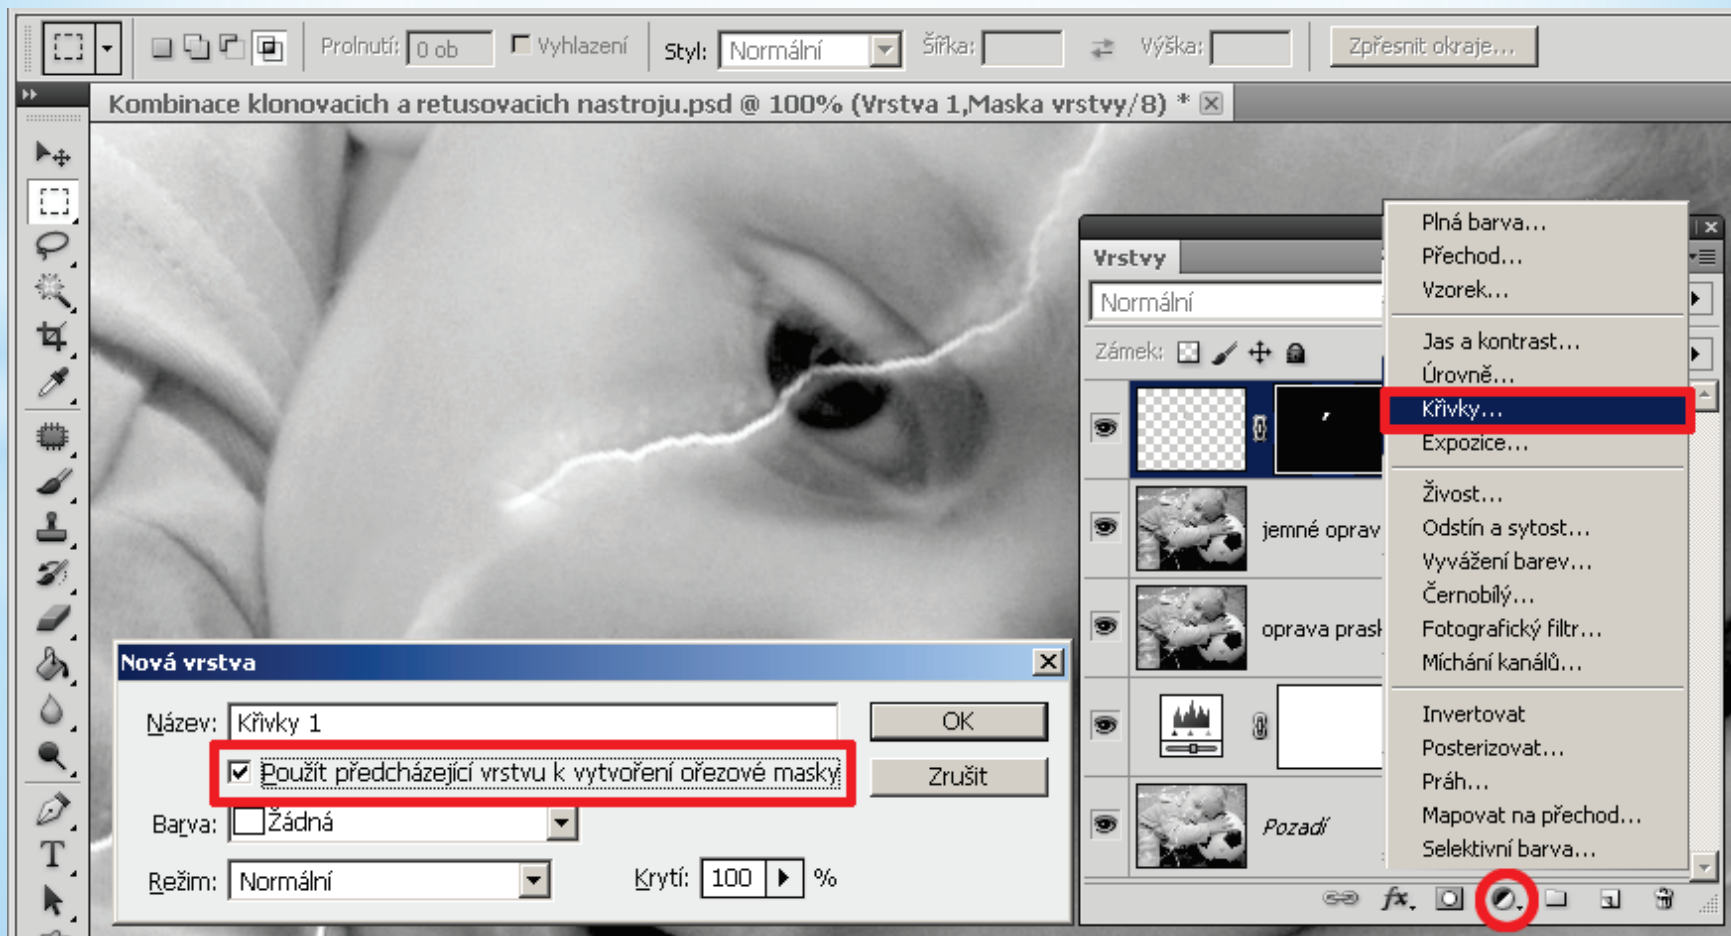 Prolnutí: 0 ob Vyhlazení Styl: Normální Šířka: Výška: Zpřesnit okraje...
Kombinace klonovacich a retusovacich nastroju.psd @ 100% (Vrstva 1,Maska vrstvy/8) *
Vrstvy
Normální
Zámek:
jemné oprav
oprava prask
Pozadí
fx
Plná barva...
Přechod...
Vzorek...
Jas a kontrast...
Úrovně...
Křivky...
Expozice...
Živost...
Odstín a sytost...
Vyvážení barev...
Černobílý...
Fotografický filtr...
Míchání kanálů...
Invertovat
Posterizovat...
Práh...
Mapovat na přechod...
Selektivní barva...
Nová vrstva
Název: Křivky 1
OK
Použít předcházející vrstvu k vytvoření ořezové masky
Zrušit
Barva: Žádná
Režim: Normální Krytí: 100 %
T